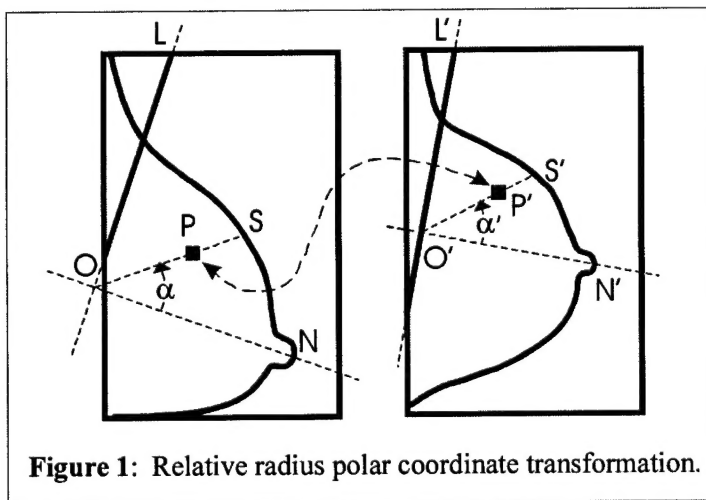 L
L′
S′
P′
P
S
α′
O
O′
α
N′
N
Figure 1: Relative radius polar coordinate transformation.